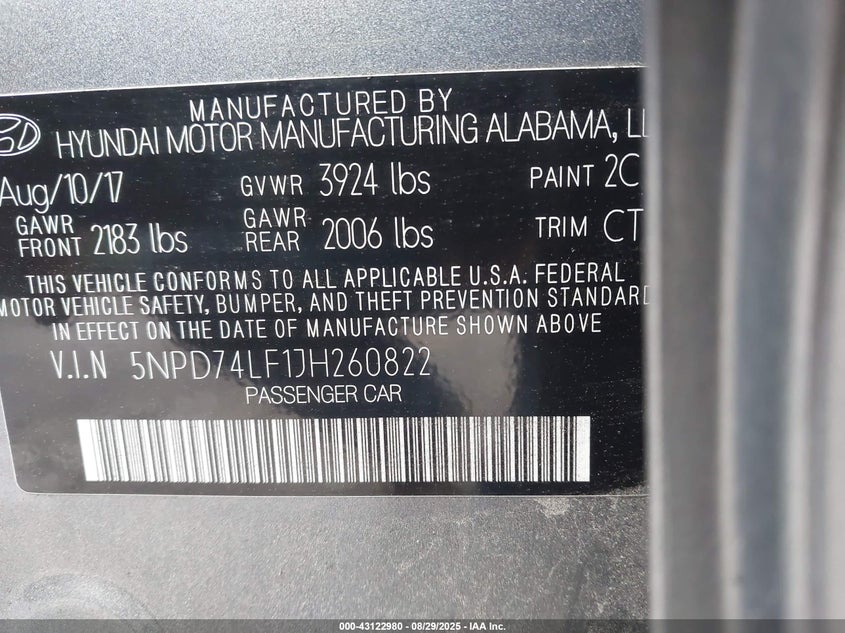 MANUFACTURED BY
HYUNDAI MOTOR MANUFACTURING ALABAMA, LL
Aug/10/17 GVWR 3924 lbs PAINT 2C
GAWR FRONT 2183 lbs GAWR REAR 2006 lbs TRIM CT
THIS VEHICLE CONFORMS TO ALL APPLICABLE U.S.A. FEDERAL
MOTOR VEHICLE SAFETY, BUMPER, AND THEFT PREVENTION STANDARD
IN EFFECT ON THE DATE OF MANUFACTURE SHOWN ABOVE
V.I.N 5NPD74LF1JH260822
PASSENGER CAR
000-43122980 - 08/29/2025 - IAA Inc.